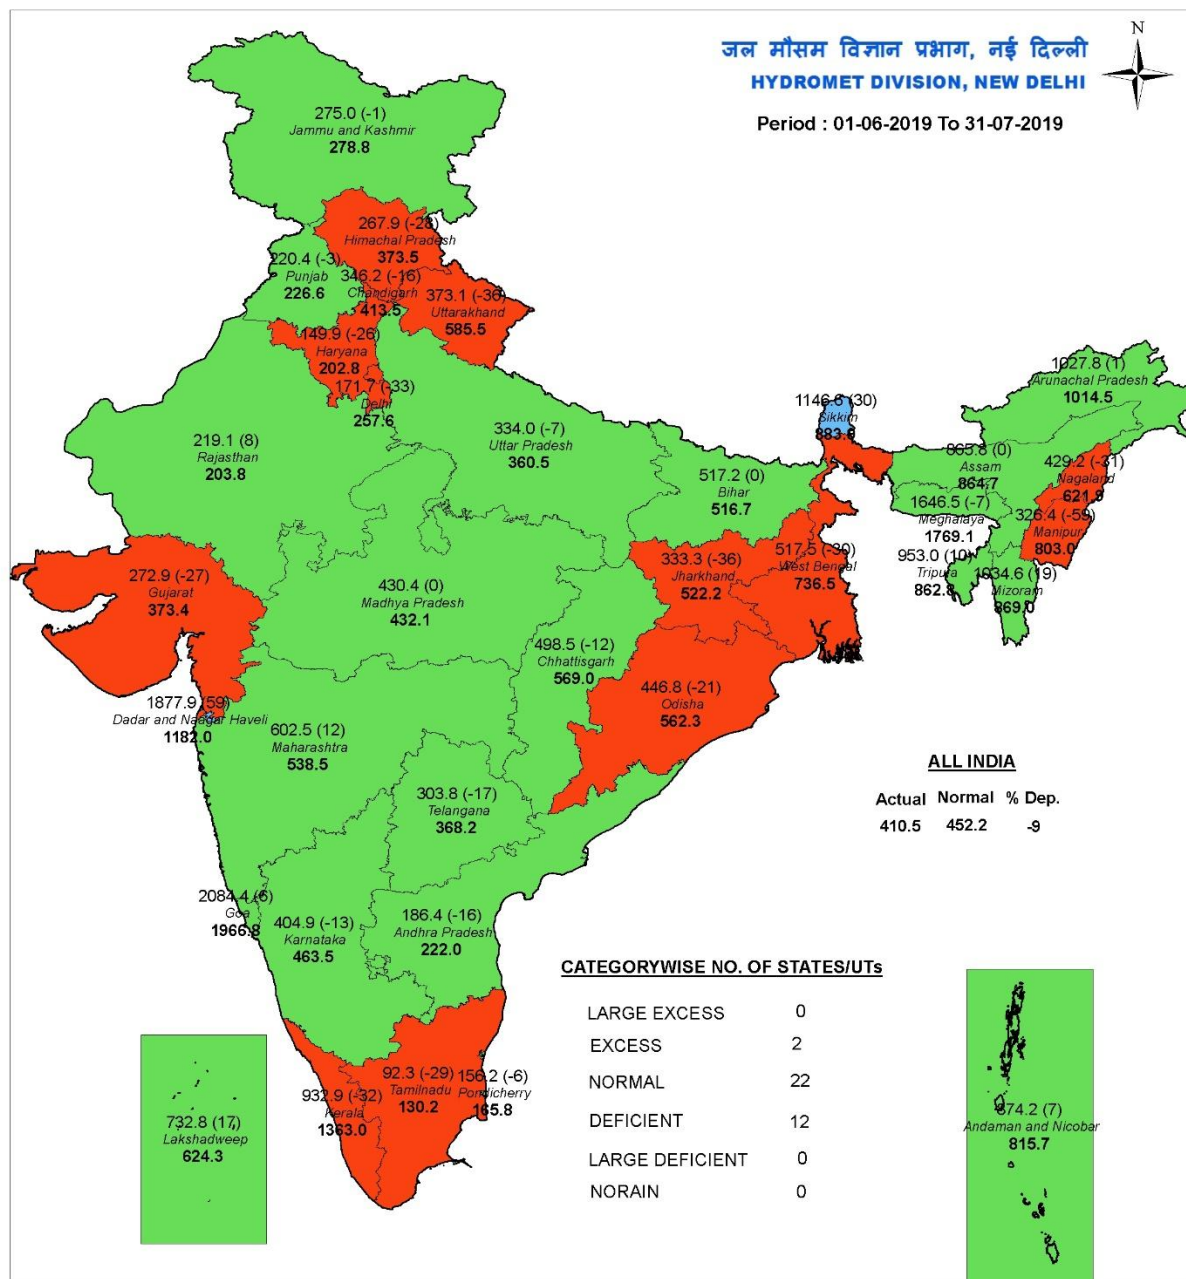 जल मौसम विज्ञान प्रभाग, नई दिल्ली
HYDROMET DIVISION, NEW DELHI
Period : 01-06-2019 To 31-07-2019
N
275.0 (-1)
Jammu and Kashmir
278.8
267.9 (-28)
Himachal Pradesh
373.5
220.4 (-3)
Punjab
226.6
346.2 (-16)
Chandigarh
413.5
373.1 (-36)
Uttarakhand
585.5
149.9 (-26)
Haryana
202.8
171.7 (-33)
Delhi
257.6
219.1 (8)
Rajasthan
203.8
334.0 (-7)
Uttar Pradesh
360.5
517.2 (0)
Bihar
516.7
1146.6 (30)
Sikkim
883.6
1027.8 (1)
Arunachal Pradesh
1014.5
865.8 (0)
Assam
864.7
429.2 (-31)
Nagaland
621.9
1646.5 (-7)
Meghalaya
1769.1
326.4 (-59)
Manipur
803.0
953.0 (10)
Tripura
862.8
1034.6 (19)
Mizoram
869.0
272.9 (-27)
Gujarat
373.4
430.4 (0)
Madhya Pradesh
432.1
333.3 (-36)
Jharkhand
522.2
517.5 (-30)
West Bengal
736.5
498.5 (-12)
Chhattisgarh
569.0
446.8 (-21)
Odisha
562.3
1877.9 (59)
Dadar and Naagar Haveli
1182.0
602.5 (12)
Maharashtra
538.5
303.8 (-17)
Telangana
368.2
ALL INDIA
Actual Normal % Dep.
410.5 452.2 -9
2084.4 (6)
Goa
1966.8
404.9 (-13)
Karnataka
463.5
186.4 (-16)
Andhra Pradesh
222.0
CATEGORYWISE NO. OF STATES/UTs
LARGE EXCESS 0
EXCESS 2
NORMAL 22
DEFICIENT 12
LARGE DEFICIENT 0
NORAIN 0
932.9 (-32)
Kerala
1363.0
92.3 (-29)
Tamilnadu
130.2
156.2 (-6)
Pondicherry
165.8
732.8 (17)
Lakshadweep
624.3
874.2 (7)
Andaman and Nicobar
815.7